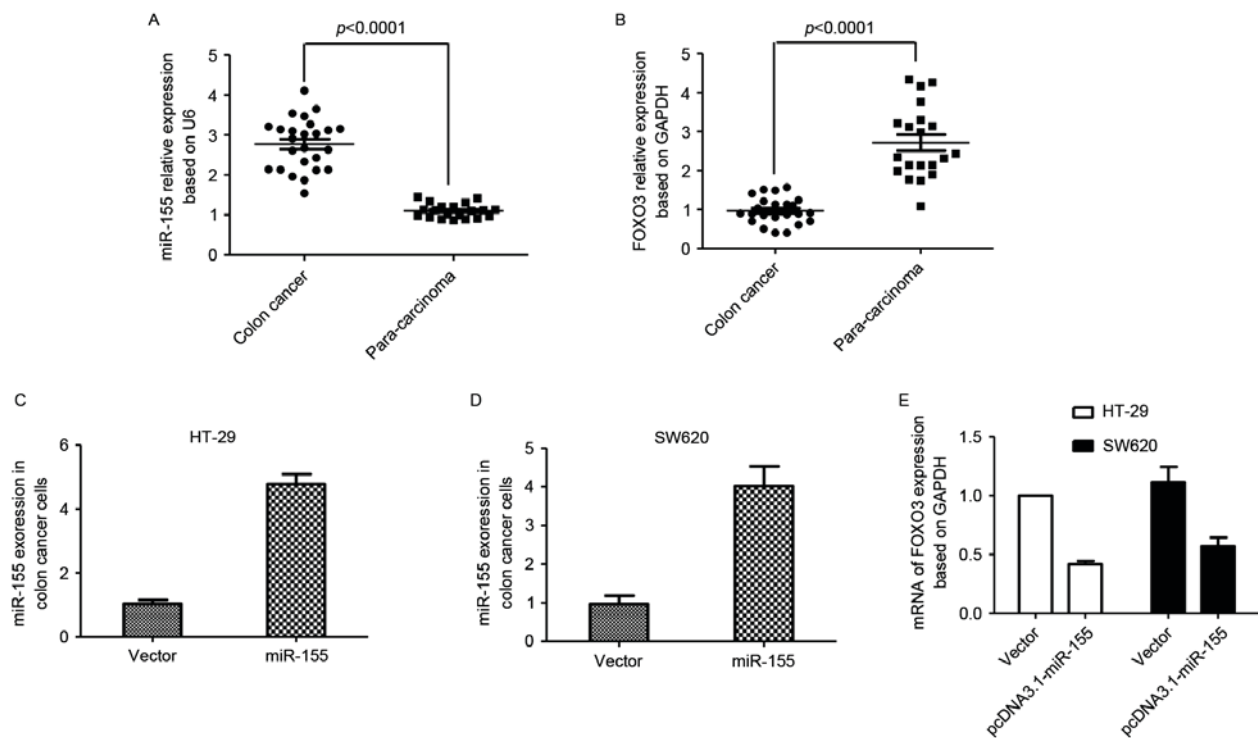 A
p<0.0001
miR-155 relative expression
based on U6
5
4
3
2
1
0
Colon cancer
Para-carcinoma
B
p<0.0001
FOXO3 relative expression
based on GAPDH
5
4
3
2
1
0
Colon cancer
Para-carcinoma
C
HT-29
miR-155 exoression in
colon cancer cells
6
4
2
0
Vector
miR-155
D
SW620
miR-155 exoression in
colon cancer cells
5
4
3
2
1
0
Vector
miR-155
E
HT-29
SW620
mRNA of FOXO3 expression
based on GAPDH
1.5
1.0
0.5
0.0
Vector
pcDNA3.1-miR-155
Vector
pcDNA3.1-miR-155